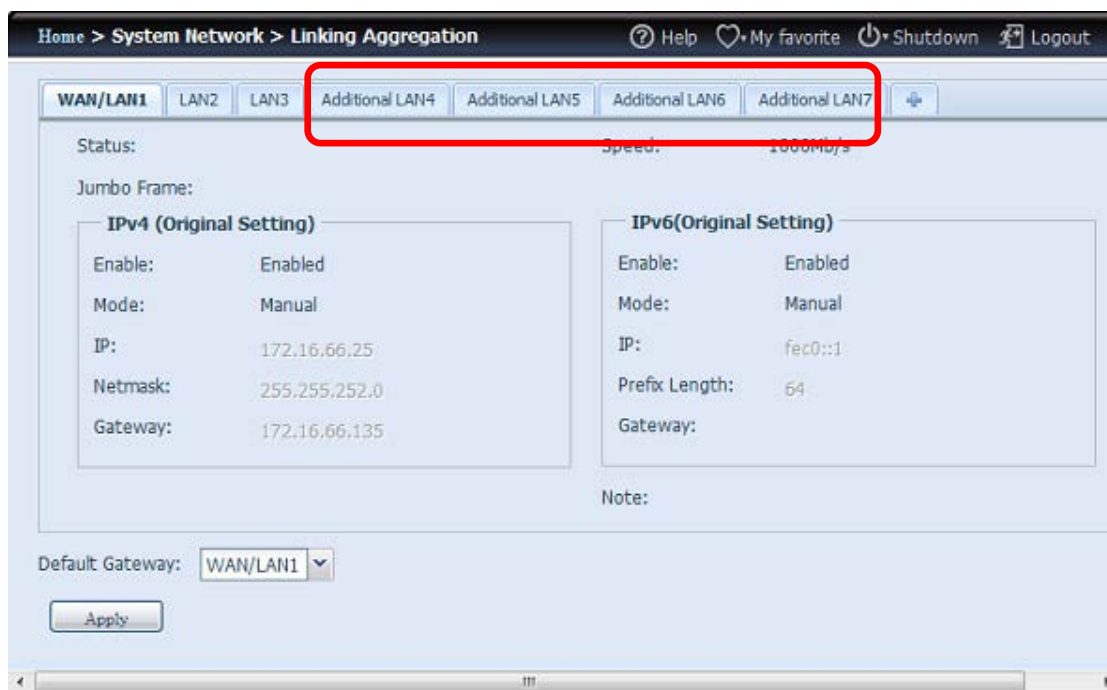 Home > System Network > Linking Aggregation Help My favorite Shutdown Logout
WAN/LAN1 LAN2 LAN3 Additional LAN4 Additional LAN5 Additional LAN6 Additional LAN7
Status: Speed: 1000Mb/s
Jumbo Frame:
IPv4 (Original Setting)
Enable: Enabled
Mode: Manual
IP: 172.16.66.25
Netmask: 255.255.252.0
Gateway: 172.16.66.135
IPv6(Original Setting)
Enable: Enabled
Mode: Manual
IP: fec0::1
Prefix Length: 64
Gateway:
Note:
Default Gateway: WAN/LAN1
Apply